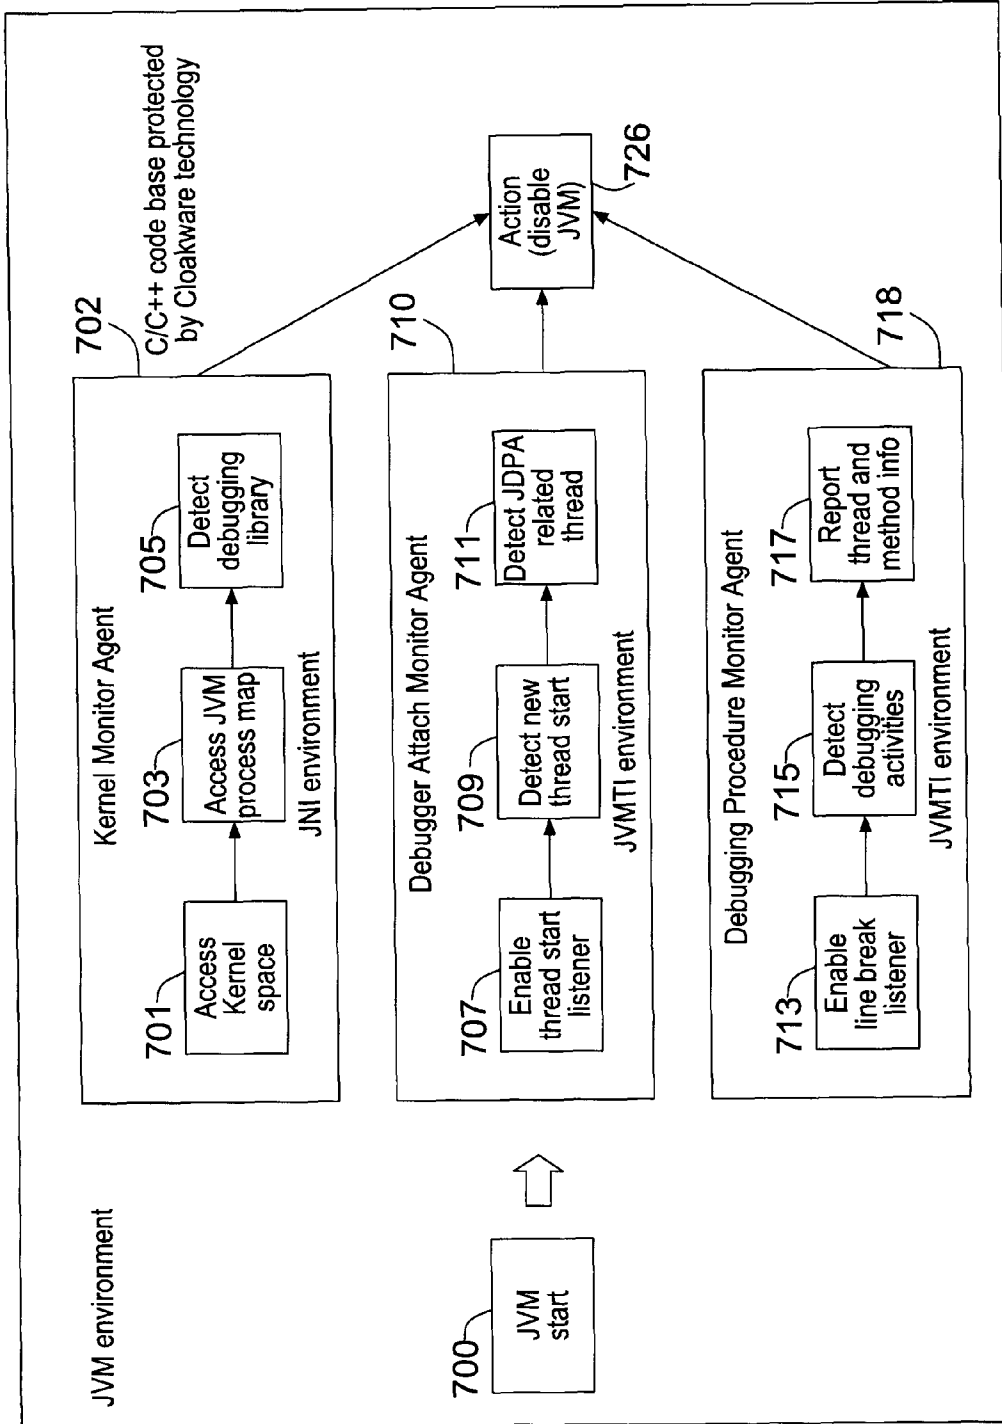 JVM environment
C/C++ code base protected
by Cloakware technology
700
JVM
start
702
Kernel Monitor Agent
701
Access
Kernel
space
703
Access JVM
process map
705
Detect
debugging
library
JNI environment
710
Debugger Attach Monitor Agent
707
Enable
thread start
listener
709
Detect new
thread start
711
Detect JDPA
related
thread
JVMTI environment
718
Debugging Procedure Monitor Agent
713
Enable
line break
listener
715
Detect
debugging
activities
717
Report
thread and
method info
JVMTI environment
Action
(disable
JVM)
726